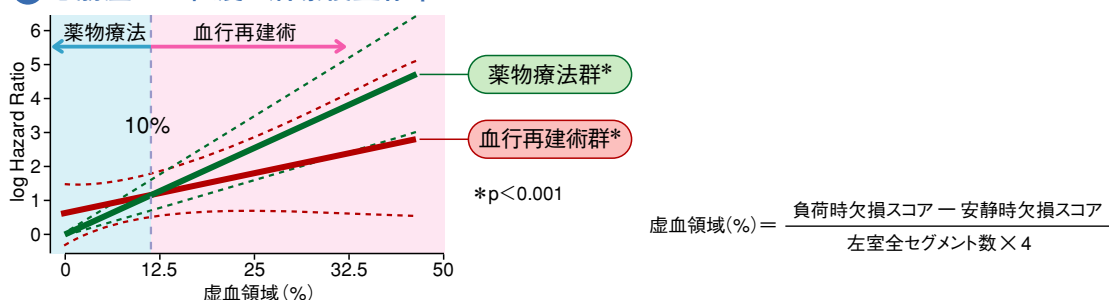 薬物療法
血行再建術
log Hazard Ratio
6
5
4
3
2
1
0
10%
薬物療法群*
血行再建術群*
*p<0.001
0
12.5
25
32.5
50
虚血領域(%)
虚血領域(%)= 負荷時欠損スコア ー 安静時欠損スコア
左室全セグメント数×4